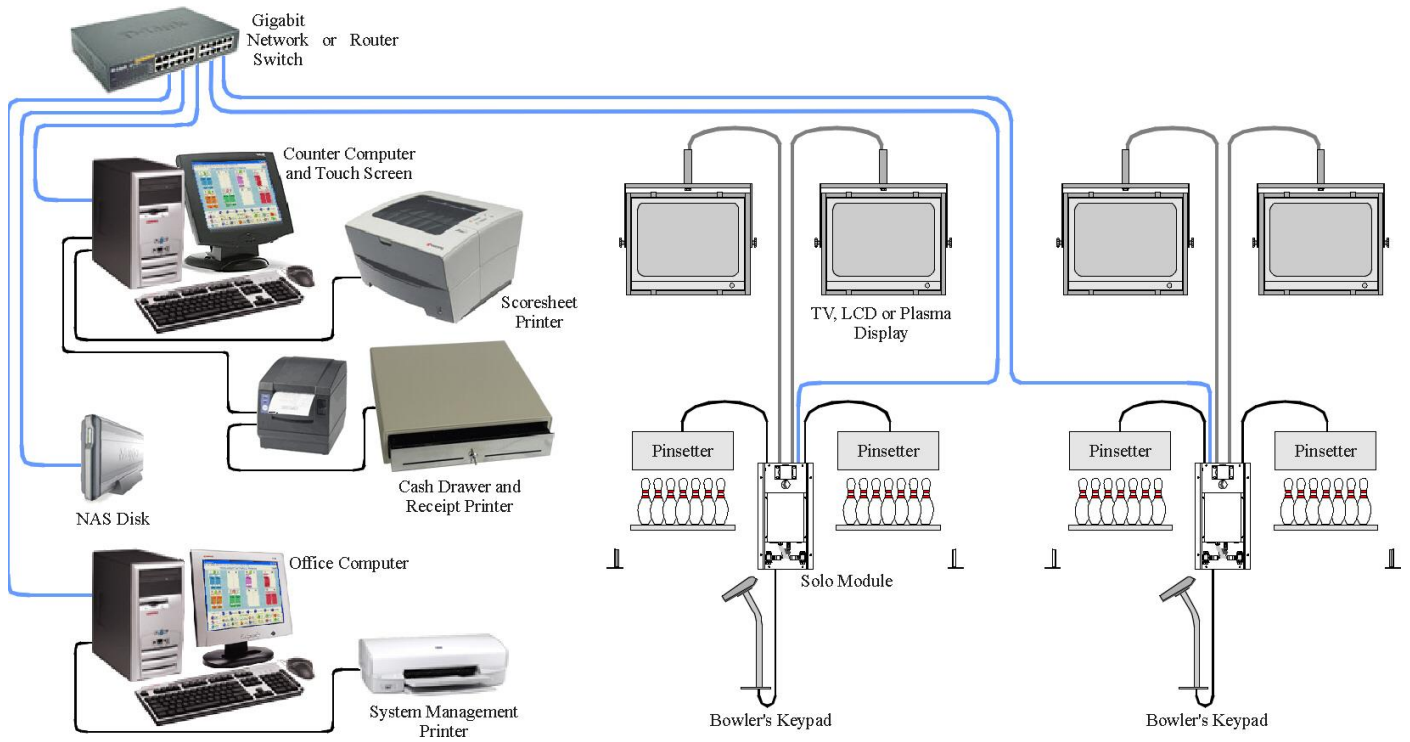 Gigabit
Network or Router
Switch
D-Link
Counter Computer
and Touch Screen
Scoresheet
Printer
TV, LCD or Plasma
Display
Pinsetter
Pinsetter
Pinsetter
Pinsetter
Cash Drawer and
Receipt Printer
NAS Disk
Office Computer
Solo Module
System Management
Printer
Bowler's Keypad
Bowler's Keypad